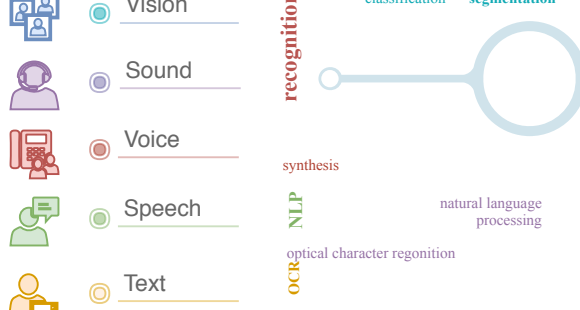 Vision
Sound
Voice
Speech
Text
classification segmentation
recognition
synthesis
NLP
natural language
processing
optical character regonition
OCR